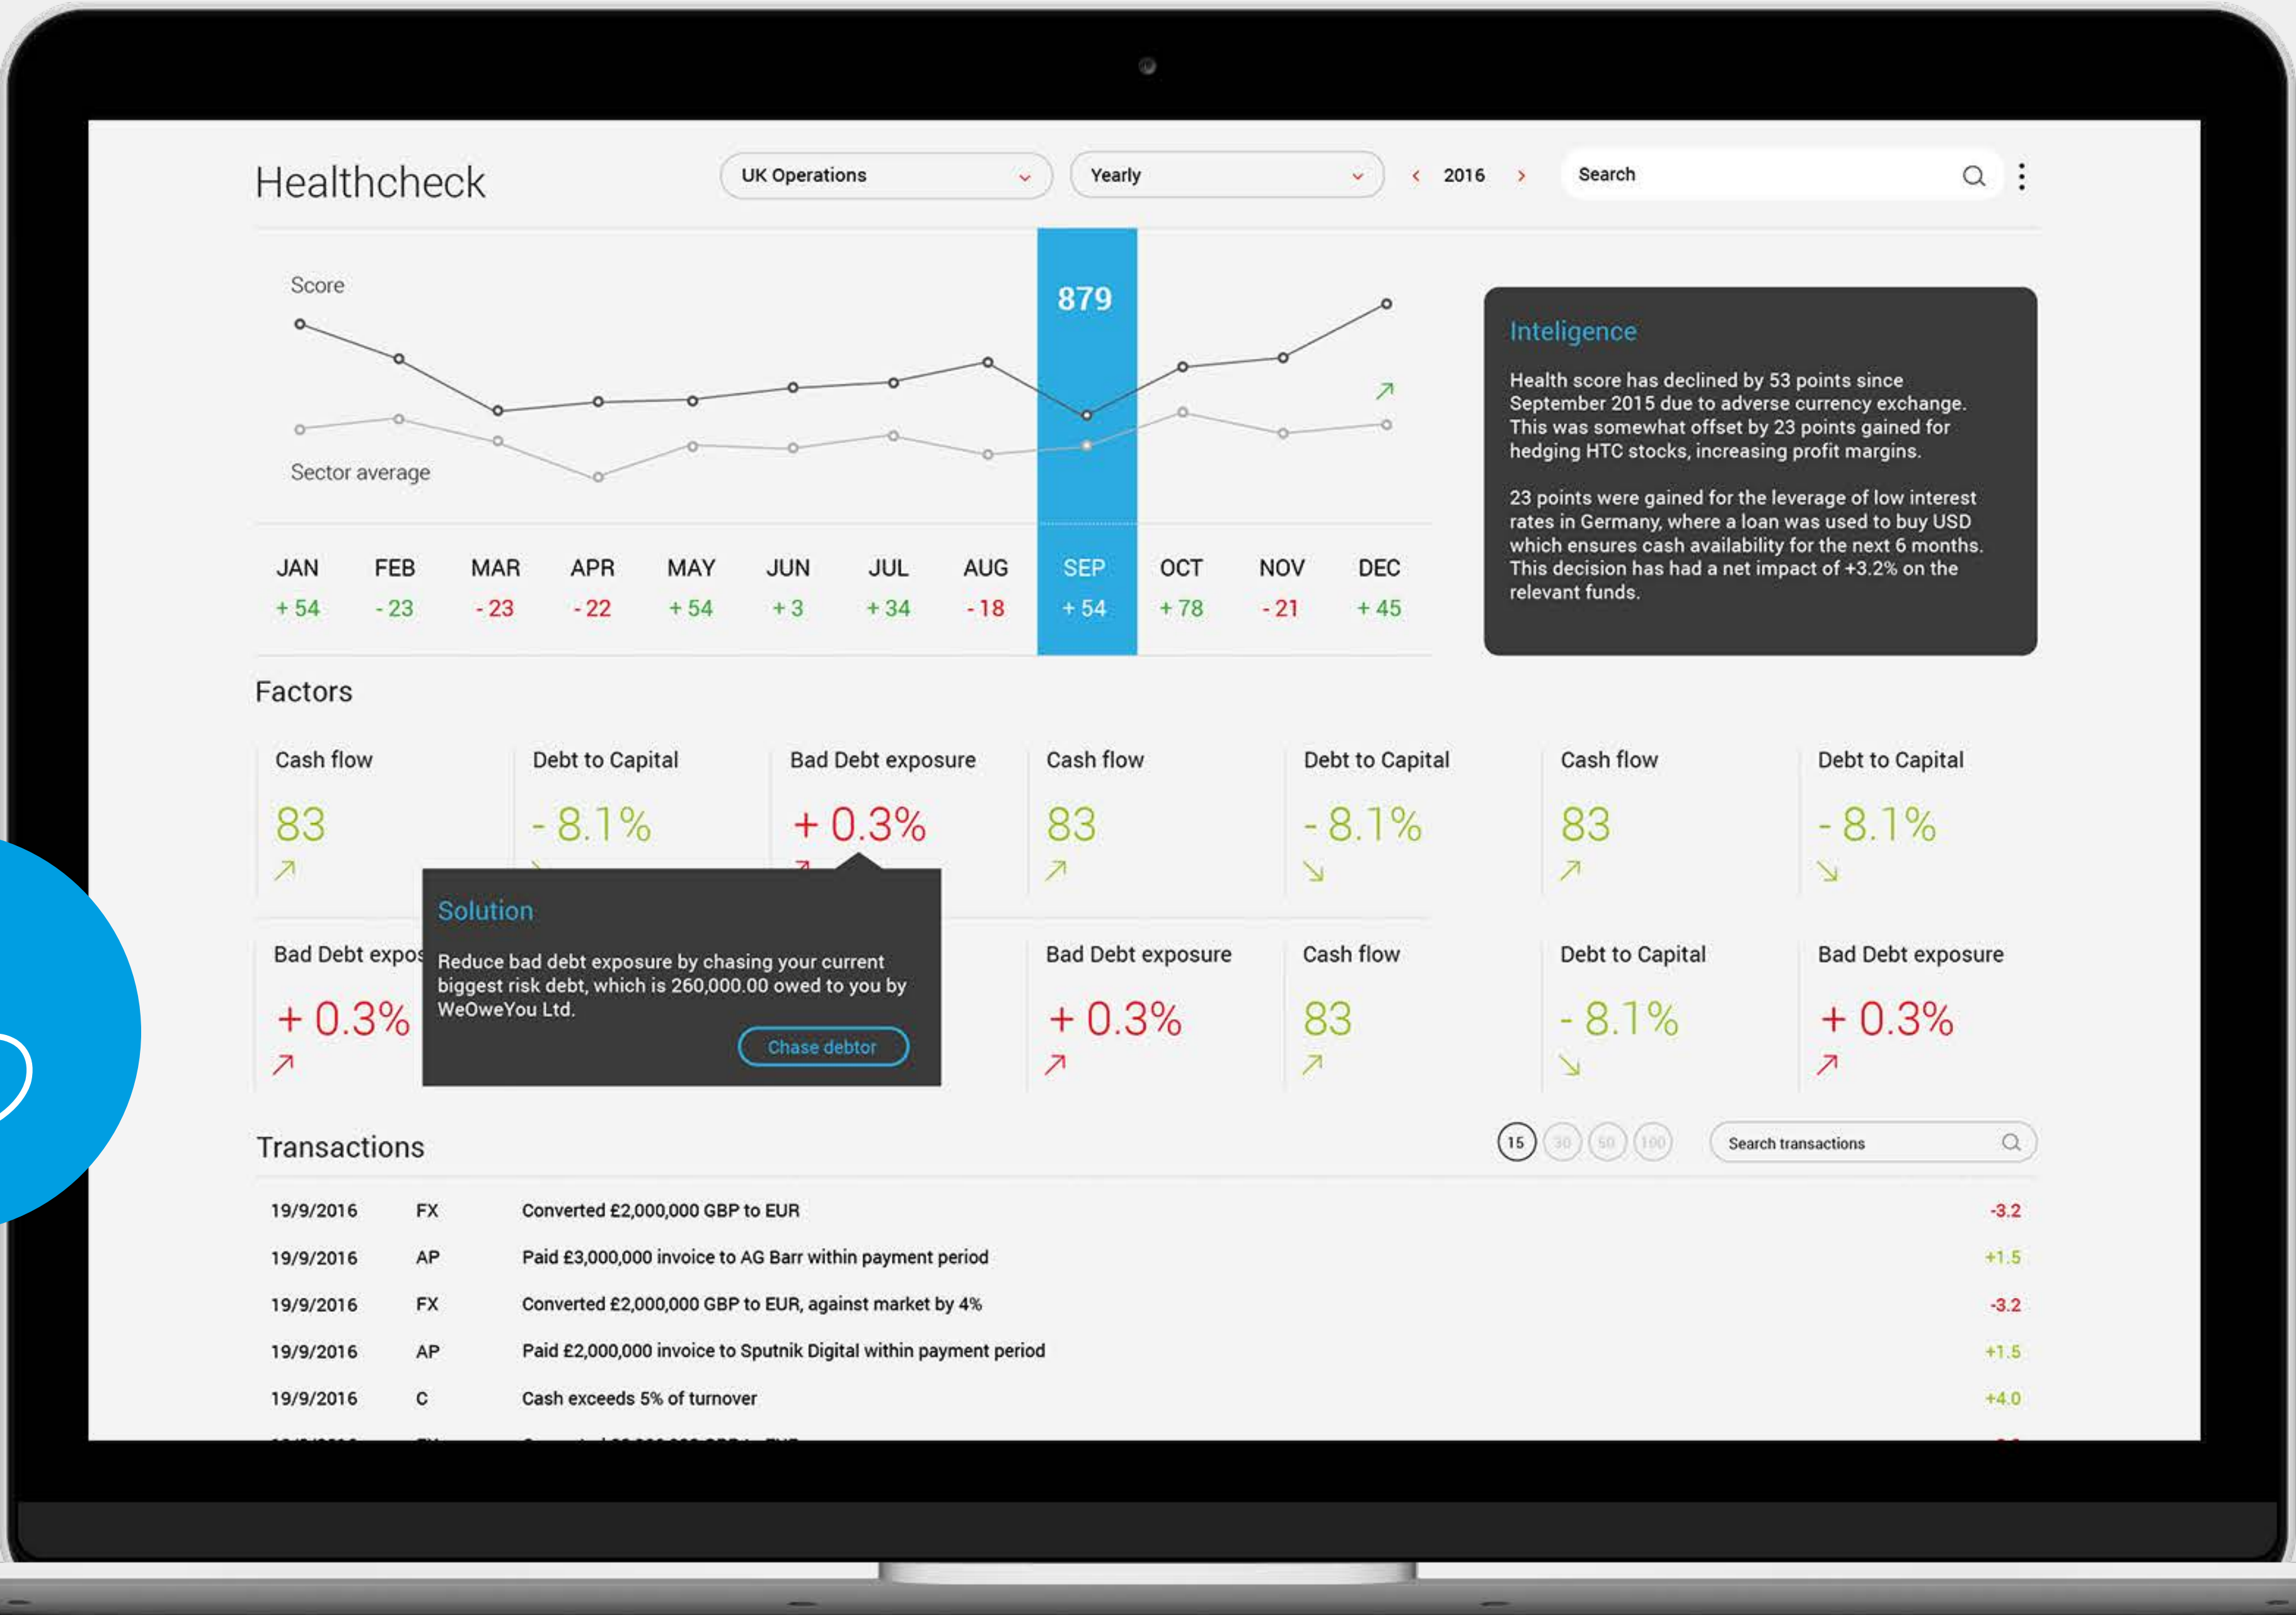 Healthcheck
UK Operations
Yearly
2016
Search
Score
879
Sector average
JAN FEB MAR APR MAY JUN JUL AUG SEP OCT NOV DEC
+ 54 - 23 - 23 - 22 + 54 + 3 + 34 - 18 + 54 + 78 - 21 + 45
Inteligence
Health score has declined by 53 points since
September 2015 due to adverse currency exchange.
This was somewhat offset by 23 points gained for
hedging HTC stocks, increasing profit margins.
23 points were gained for the leverage of low interest
rates in Germany, where a loan was used to buy USD
which ensures cash availability for the next 6 months.
This decision has had a net impact of +3.2% on the
relevant funds.
Factors
Cash flow Debt to Capital Bad Debt exposure Cash flow Debt to Capital Cash flow Debt to Capital
83 - 8.1% + 0.3% 83 - 8.1% 83 - 8.1%
Solution
Reduce bad debt exposure by chasing your current
biggest risk debt, which is 260,000.00 owed to you by
WeOweYou Ltd.
Chase debtor
Bad Debt Bad Debt exposure Cash flow Debt to Capital Bad Debt exposure
+ 0.3% + 0.3% 83 - 8.1% + 0.3%
Transactions
15 30 50 100
Search transactions
19/9/2016 FX Converted £2,000,000 GBP to EUR -3.2
19/9/2016 AP Paid £3,000,000 invoice to AG Barr within payment period +1.5
19/9/2016 FX Converted £2,000,000 GBP to EUR, against market by 4% -3.2
19/9/2016 AP Paid £2,000,000 invoice to Sputnik Digital within payment period +1.5
19/9/2016 C Cash exceeds 5% of turnover +4.0